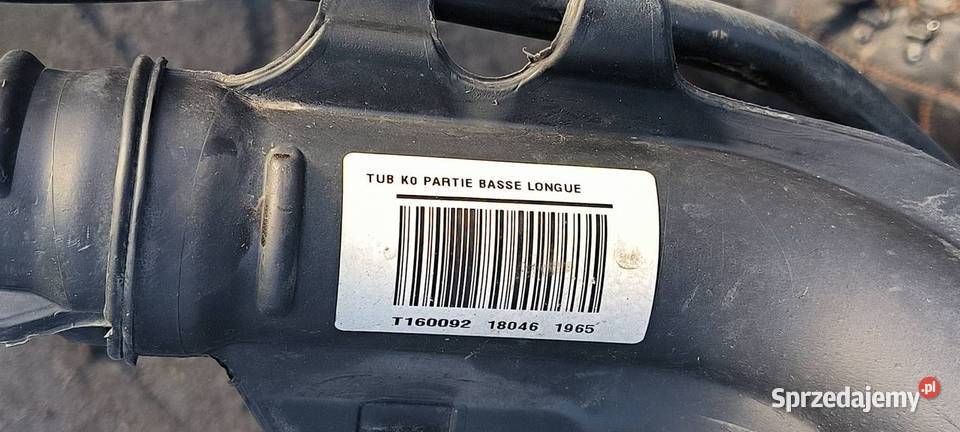 TUB K0 PARTIE BASSE LONGUE
T160092 18046 1965
Sprzedajemy.pl